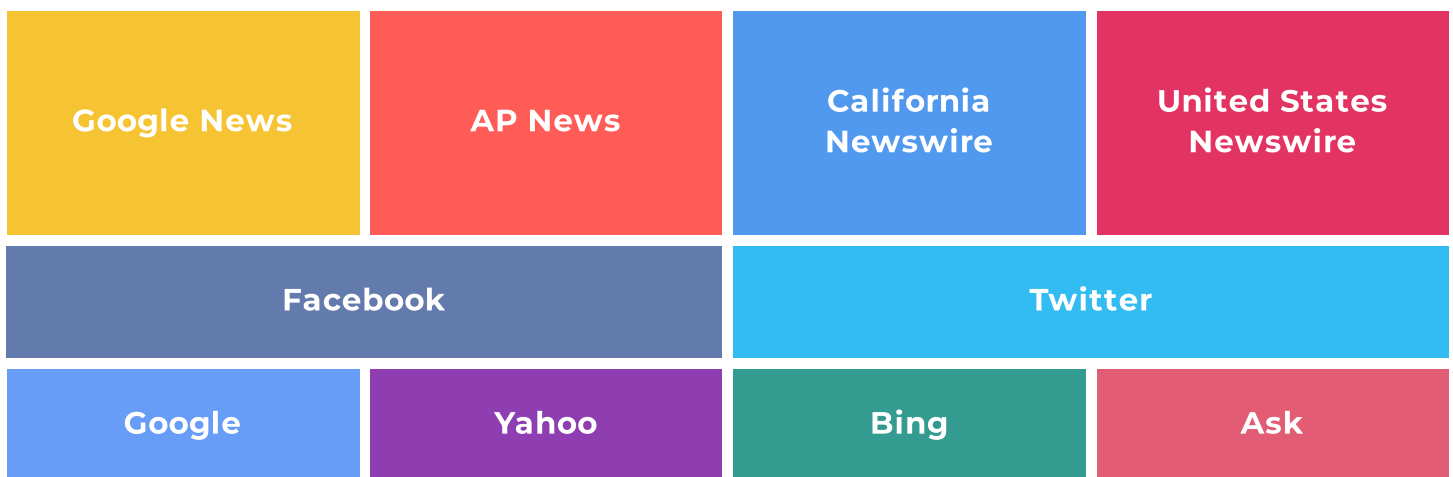 Google News
AP News
California
Newswire
United States
Newswire
Facebook
Twitter
Google
Yahoo
Bing
Ask